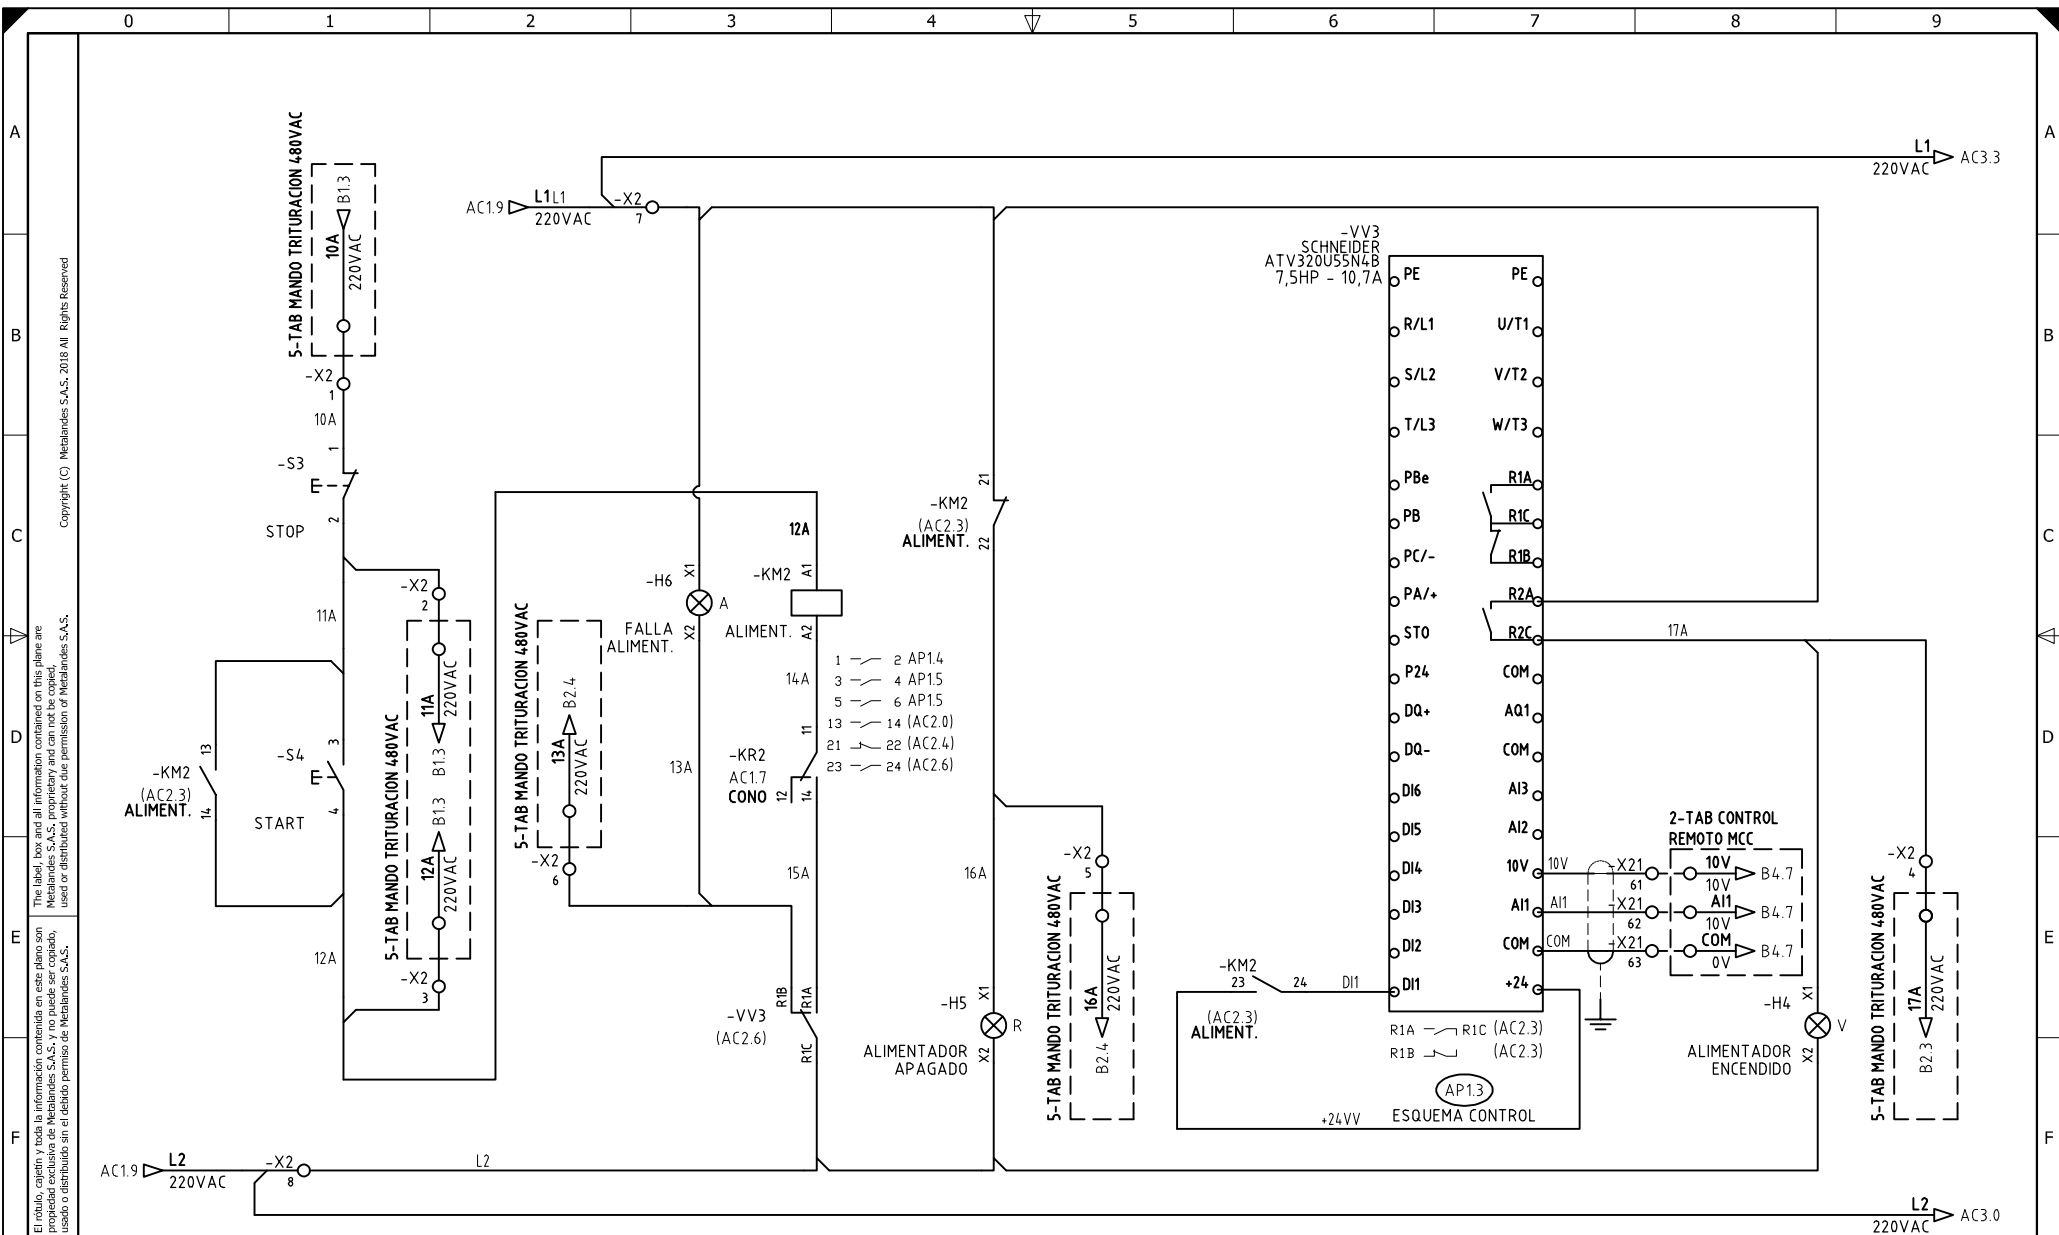 0 1 2 3 4 5 6 7 8 9
A A
B B
C C
D D
E E
F F
Copyright (C) Metalandes S.A.S. 2018 All Rights Reserved
The label, box and all information contained on this plane are
Metalandes S.A.S. proprietary and can not be copied,
used or distributed without due permission of Metalandes S.A.S.
El rótulo, cajetín y toda la información contenida en este plano son
propiedad exclusiva de Metalandes S.A.S. y no puede ser copiado,
usado o distribuido sin el debido permiso de Metalandes S.A.S.
L1
220VAC
AC3.3
AC1.9
L1 L1
220VAC
-X2
7
5-TAB MANDO TRITURACION 480VAC
B1.3
10A
220VAC
-X2
1
10A
1
-S3
2
STOP
11A
-X2
2
5-TAB MANDO TRITURACION 480VAC
11A
220VAC
B1.3
B1.3
12A
220VAC
-X2
3
13
-KM2
(AC2.3)
ALIMENT.
14
3
-S4
4
START
12A
5-TAB MANDO TRITURACION 480VAC
B2.4
13A
220VAC
-X2
6
-H6
X1
A
X2
FALLA
ALIMENT.
13A
12A
-KM2
A1
ALIMENT.
A2
14A
1 2 AP1.4
3 4 AP1.5
5 6 AP1.5
13 14 (AC2.0)
21 22 (AC2.4)
23 24 (AC2.6)
11
-KR2
AC1.7
CONO
12
14
15A
R1B
R1A
-VV3
(AC2.6)
R1C
21
-KM2
(AC2.3)
ALIMENT.
22
16A
-X2
5
5-TAB MANDO TRITURACION 480VAC
16A
220VAC
B2.4
-H5
X1
R
X2
ALIMENTADOR
APAGADO
-VV3
SCHNEIDER
ATV320U55N4B
7,5HP - 10,7A
PE PE
R/L1 U/T1
S/L2 V/T2
T/L3 W/T3
PBe R1A
PB R1C
PC/- R1B
PA/+ R2A
STO R2C
P24 COM
DQ+ AQ1
DQ- COM
DI6 AI3
DI5 AI2
DI4 10V
DI3 AI1
DI2 COM
DI1 +24
17A
2-TAB CONTROL
REMOTO MCC
10V -X21 61 10V 10V B4.7
AI1 -X21 62 AI1 10V B4.7
COM -X21 63 COM 0V B4.7
-KM2
23 24 DI1
(AC2.3)
ALIMENT.
R1A R1C (AC2.3)
R1B (AC2.3)
AP1.3
ESQUEMA CONTROL
+24VV
-H4
X1
V
X2
ALIMENTADOR
ENCENDIDO
-X2
4
5-TAB MANDO TRITURACION 480VAC
17A
220VAC
B2.3
AC1.9
L2
220VAC
-X2
8
L2
L2
220VAC
AC3.0